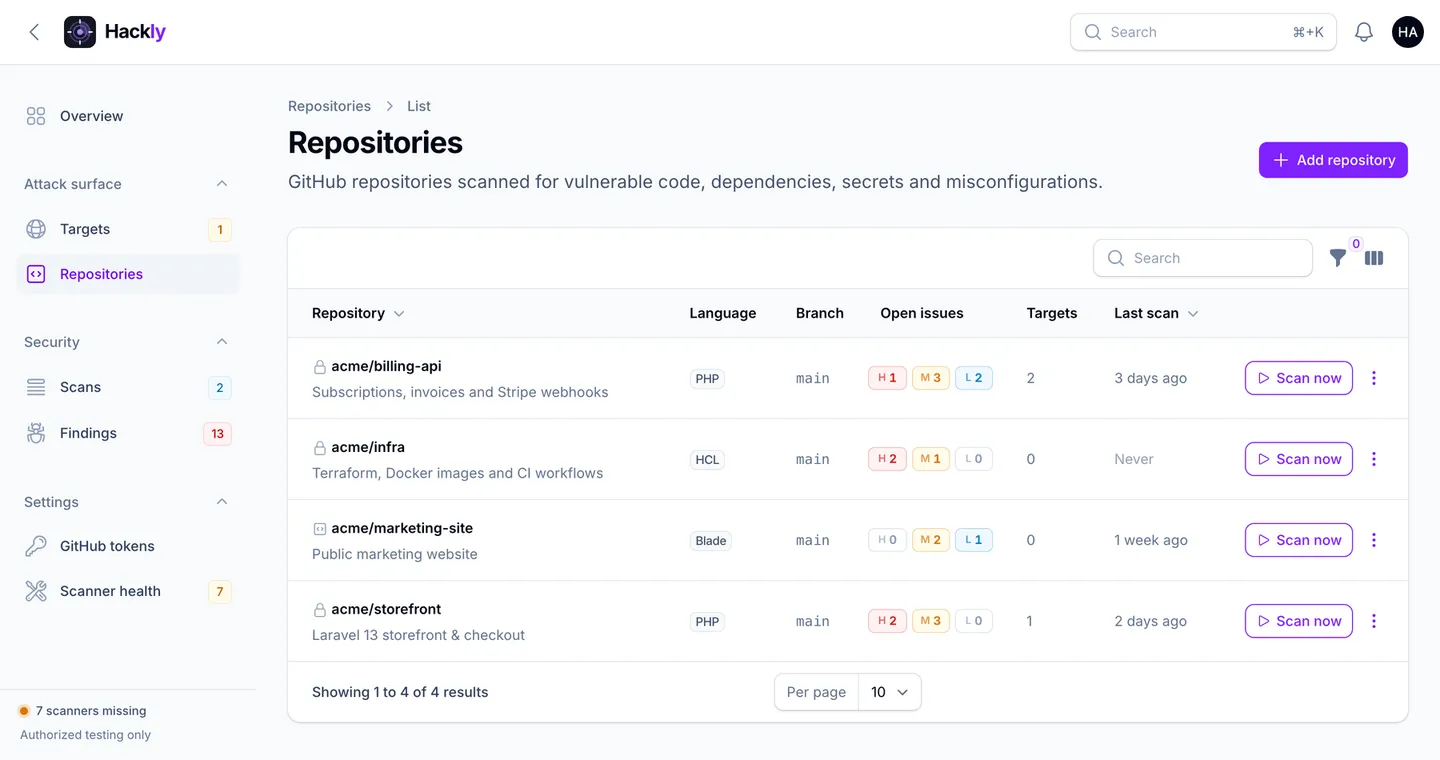 Hackly
Search ⌘+K
HA
Overview
Attack surface
Targets 1
Repositories
Security
Scans 2
Findings 13
Settings
GitHub tokens
Scanner health 7
7 scanners missing
Authorized testing only
Repositories > List
Repositories
GitHub repositories scanned for vulnerable code, dependencies, secrets and misconfigurations.
+ Add repository
Search
0
Repository Language Branch Open issues Targets Last scan
acme/billing-api
Subscriptions, invoices and Stripe webhooks
PHP main H 1 M 3 L 2 2 3 days ago Scan now
acme/infra
Terraform, Docker images and CI workflows
HCL main H 2 M 1 L 0 0 Never Scan now
acme/marketing-site
Public marketing website
Blade main H 0 M 2 L 1 0 1 week ago Scan now
acme/storefront
Laravel 13 storefront & checkout
PHP main H 2 M 3 L 0 1 2 days ago Scan now
Showing 1 to 4 of 4 results
Per page 10